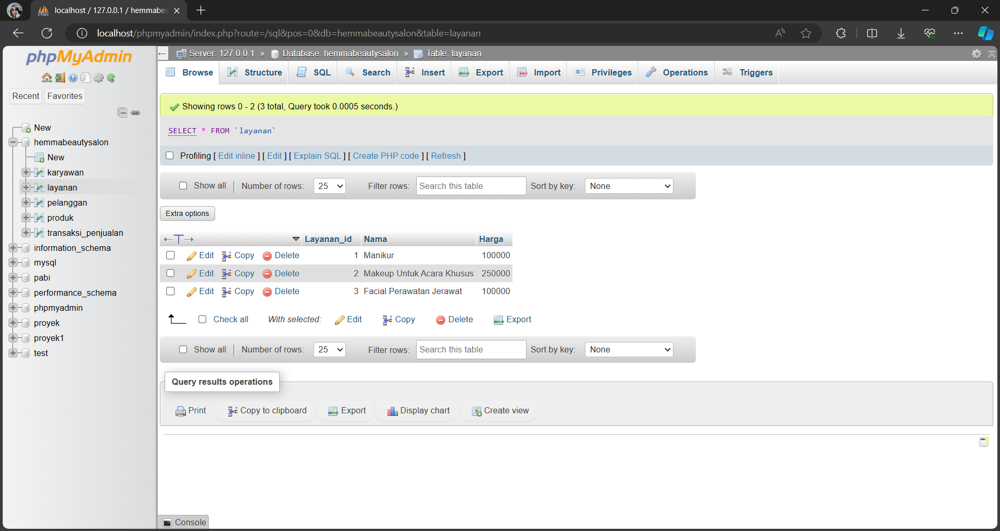 localhost / 127.0.0.1 / hemmabea
localhost/phpmyadmin/index.php?route=/sql&pos=0&db=hemmabeautysalon&table=layanan
phpMyAdmin
Recent Favorites
New
hemmabeautysalon
New
karyawan
layanan
pelanggan
produk
transaksi_penjualan
information_schema
mysql
pabi
performance_schema
phpmyadmin
proyek
proyek1
test
Server: 127.0.0.1 » Database: hemmabeautysalon » Table: layanan
Browse Structure SQL Search Insert Export Import Privileges Operations Triggers
Showing rows 0 - 2 (3 total, Query took 0.0005 seconds.)
SELECT * FROM `layanan`
Profiling [ Edit inline ] [ Edit ] [ Explain SQL ] [ Create PHP code ] [ Refresh ]
Show all | Number of rows: 25 Filter rows: Search this table Sort by key: None
Extra options
←T→ Layanan_id Nama Harga
Edit Copy Delete 1 Manikur 100000
Edit Copy Delete 2 Makeup Untuk Acara Khusus 250000
Edit Copy Delete 3 Facial Perawatan Jerawat 100000
Check all With selected: Edit Copy Delete Export
Show all | Number of rows: 25 Filter rows: Search this table Sort by key: None
Query results operations
Print Copy to clipboard Export Display chart Create view
Console